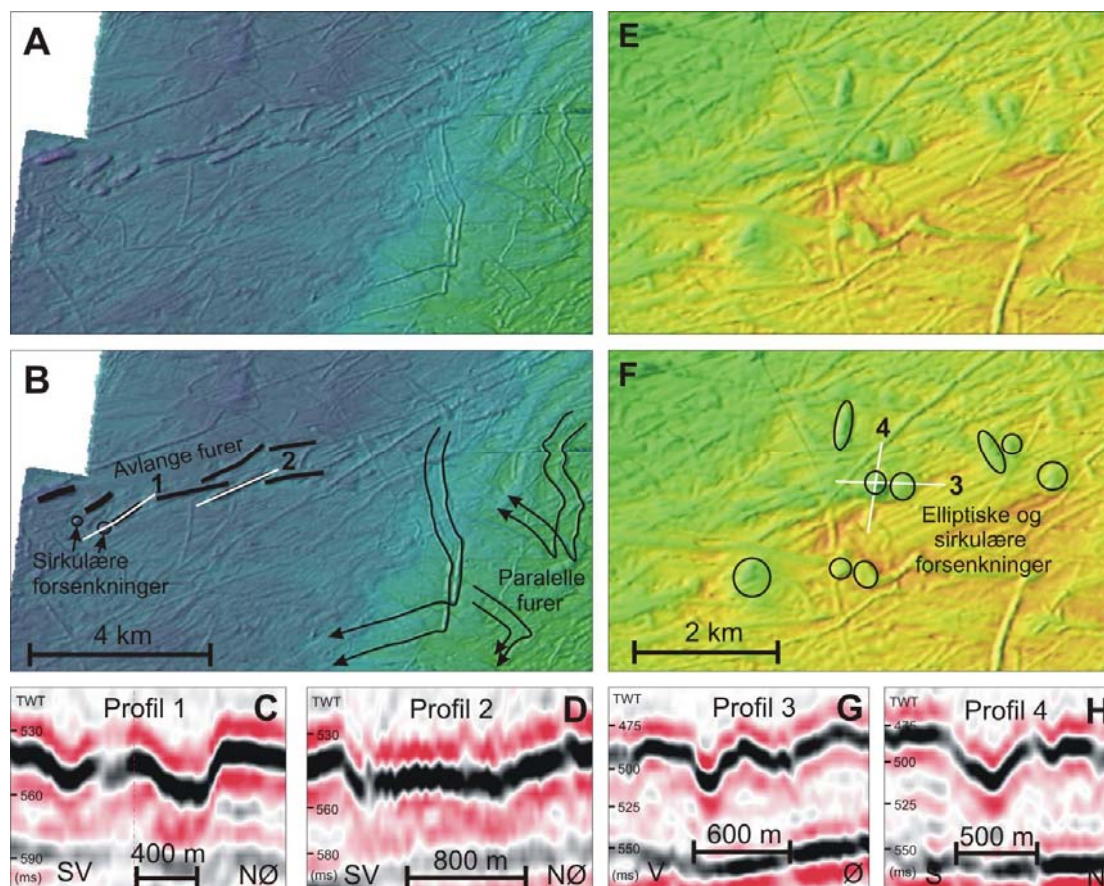 A
E
B
Avlange furer
1
2
Sirkulære
forsenkninger
Paralelle
furer
4 km
F
4
3
Elliptiske og
sirkulære
forsenkninger
2 km
TWT
Profil 1
C
530
560
590
(ms)
SV
400 m
NØ
TWT
Profil 2
D
530
560
580
(ms)
SV
800 m
NØ
TWT
Profil 3
G
475
500
525
550
(ms)
V
600 m
Ø
TWT
Profil 4
H
475
500
525
550
(ms)
S
500 m
N